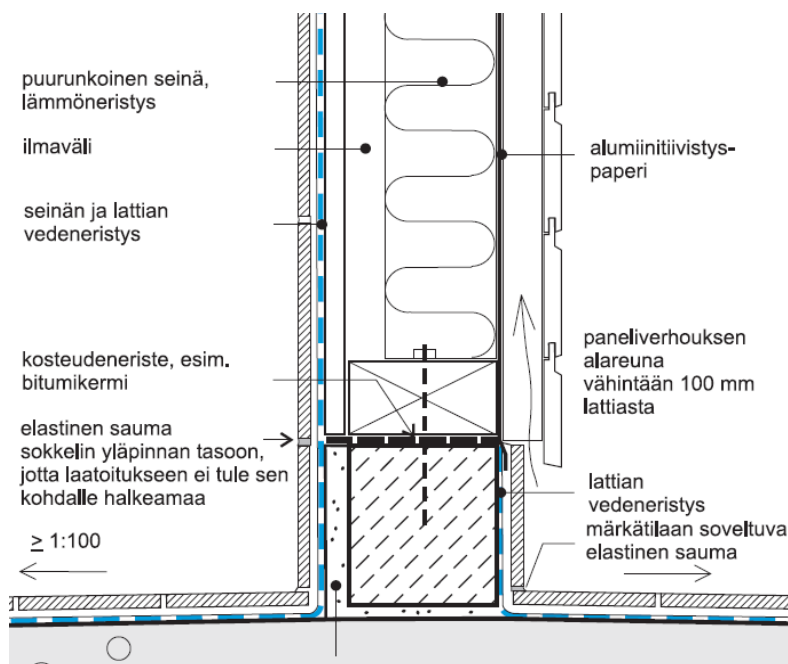 puurunkoinen seinä,
lämmöneristys
ilmaväli
seinän ja lattian
vedeneristys
kosteudeneriste, esim.
bitumikermi
elastinen sauma
sokkelin yläpinnan tasoon,
jotta laatoitukseen ei tule sen
kohdalle halkeamaa
≥ 1:100
alumiinitiivistys-
paperi
paneliverhouksen
alareuna
vähintään 100 mm
lattiasta
lattian
vedeneristys
märkätilaan soveltuva
elastinen sauma